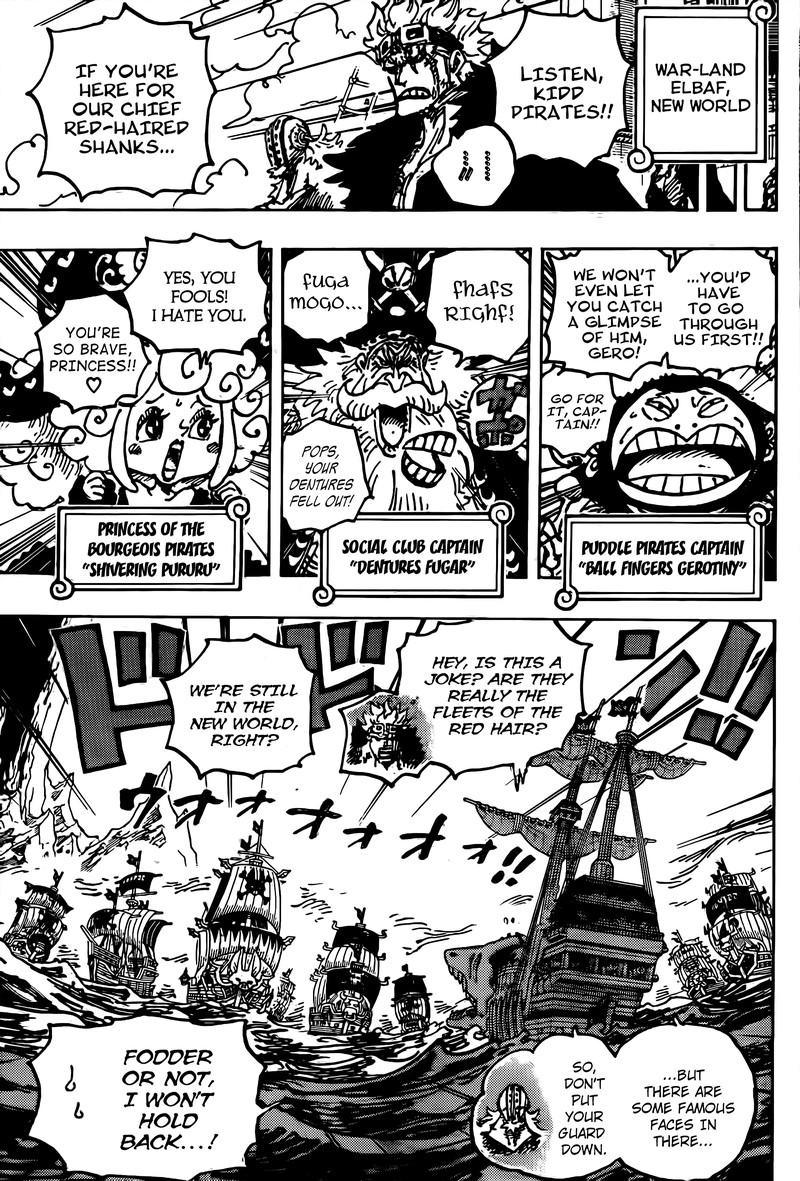 WAR-LAND
ELBAF,
NEW WORLD
LISTEN,
KIDD
PIRATES!!
IF YOU'RE
HERE FOR
OUR CHIEF
RED-HAIRED
SHANKS...
...YOU'D
HAVE
TO GO
THROUGH
US FIRST!!
WE WON'T
EVEN LET
YOU CATCH
A GLIMPSE
OF HIM,
GERO!
GO FOR
IT, CAP-
TAIN!!
PUDDLE PIRATES CAPTAIN
"BALL FINGERS GEROTINY"
fhafs
Righf!
fuga
mogo...
ガポ
POPS,
YOUR
DENTURES
FELL OUT!
SOCIAL CLUB CAPTAIN
"DENTURES FUGAR"
YES, YOU
FOOLS!
I HATE YOU.
YOU'RE
SO BRAVE,
PRINCESS!!
♡
PRINCESS OF THE
BOURGEOIS PIRATES
"SHIVERING PURURU"
ドドン!!
HEY, IS THIS A
JOKE? ARE THEY
REALLY THE
FLEETS OF THE
RED HAIR?
WE'RE STILL
IN THE
NEW WORLD,
RIGHT?
ウオオオオオオ!!
...BUT
THERE ARE
SOME FAMOUS
FACES IN
THERE...
SO,
DON'T
PUT
YOUR
GUARD
DOWN.
FODDER
OR NOT,
I WON'T
HOLD
BACK...!